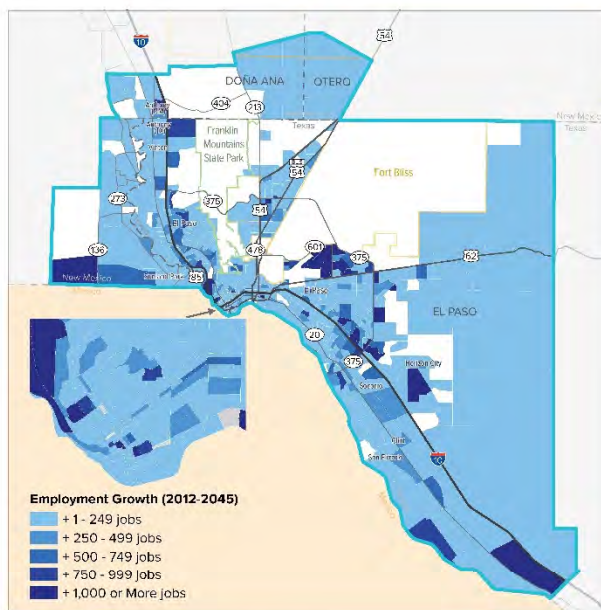 10
54
DOÑA ANA
OTERO
404
213
New Mexico
Texas
Texas
Franklin
Mountains
State Park
54
Fort Bliss
375
273
54
El Paso
136
478
601
375
62
New Mexico
85
El Paso
EL PASO
20
375
Horizon City
Socorro
Clint
San Elizario
10
Mexico
Employment Growth (2012-2045)
+ 1 - 249 jobs
+ 250 - 499 jobs
+ 500 - 749 jobs
+ 750 - 999 jobs
+ 1,000 or More jobs